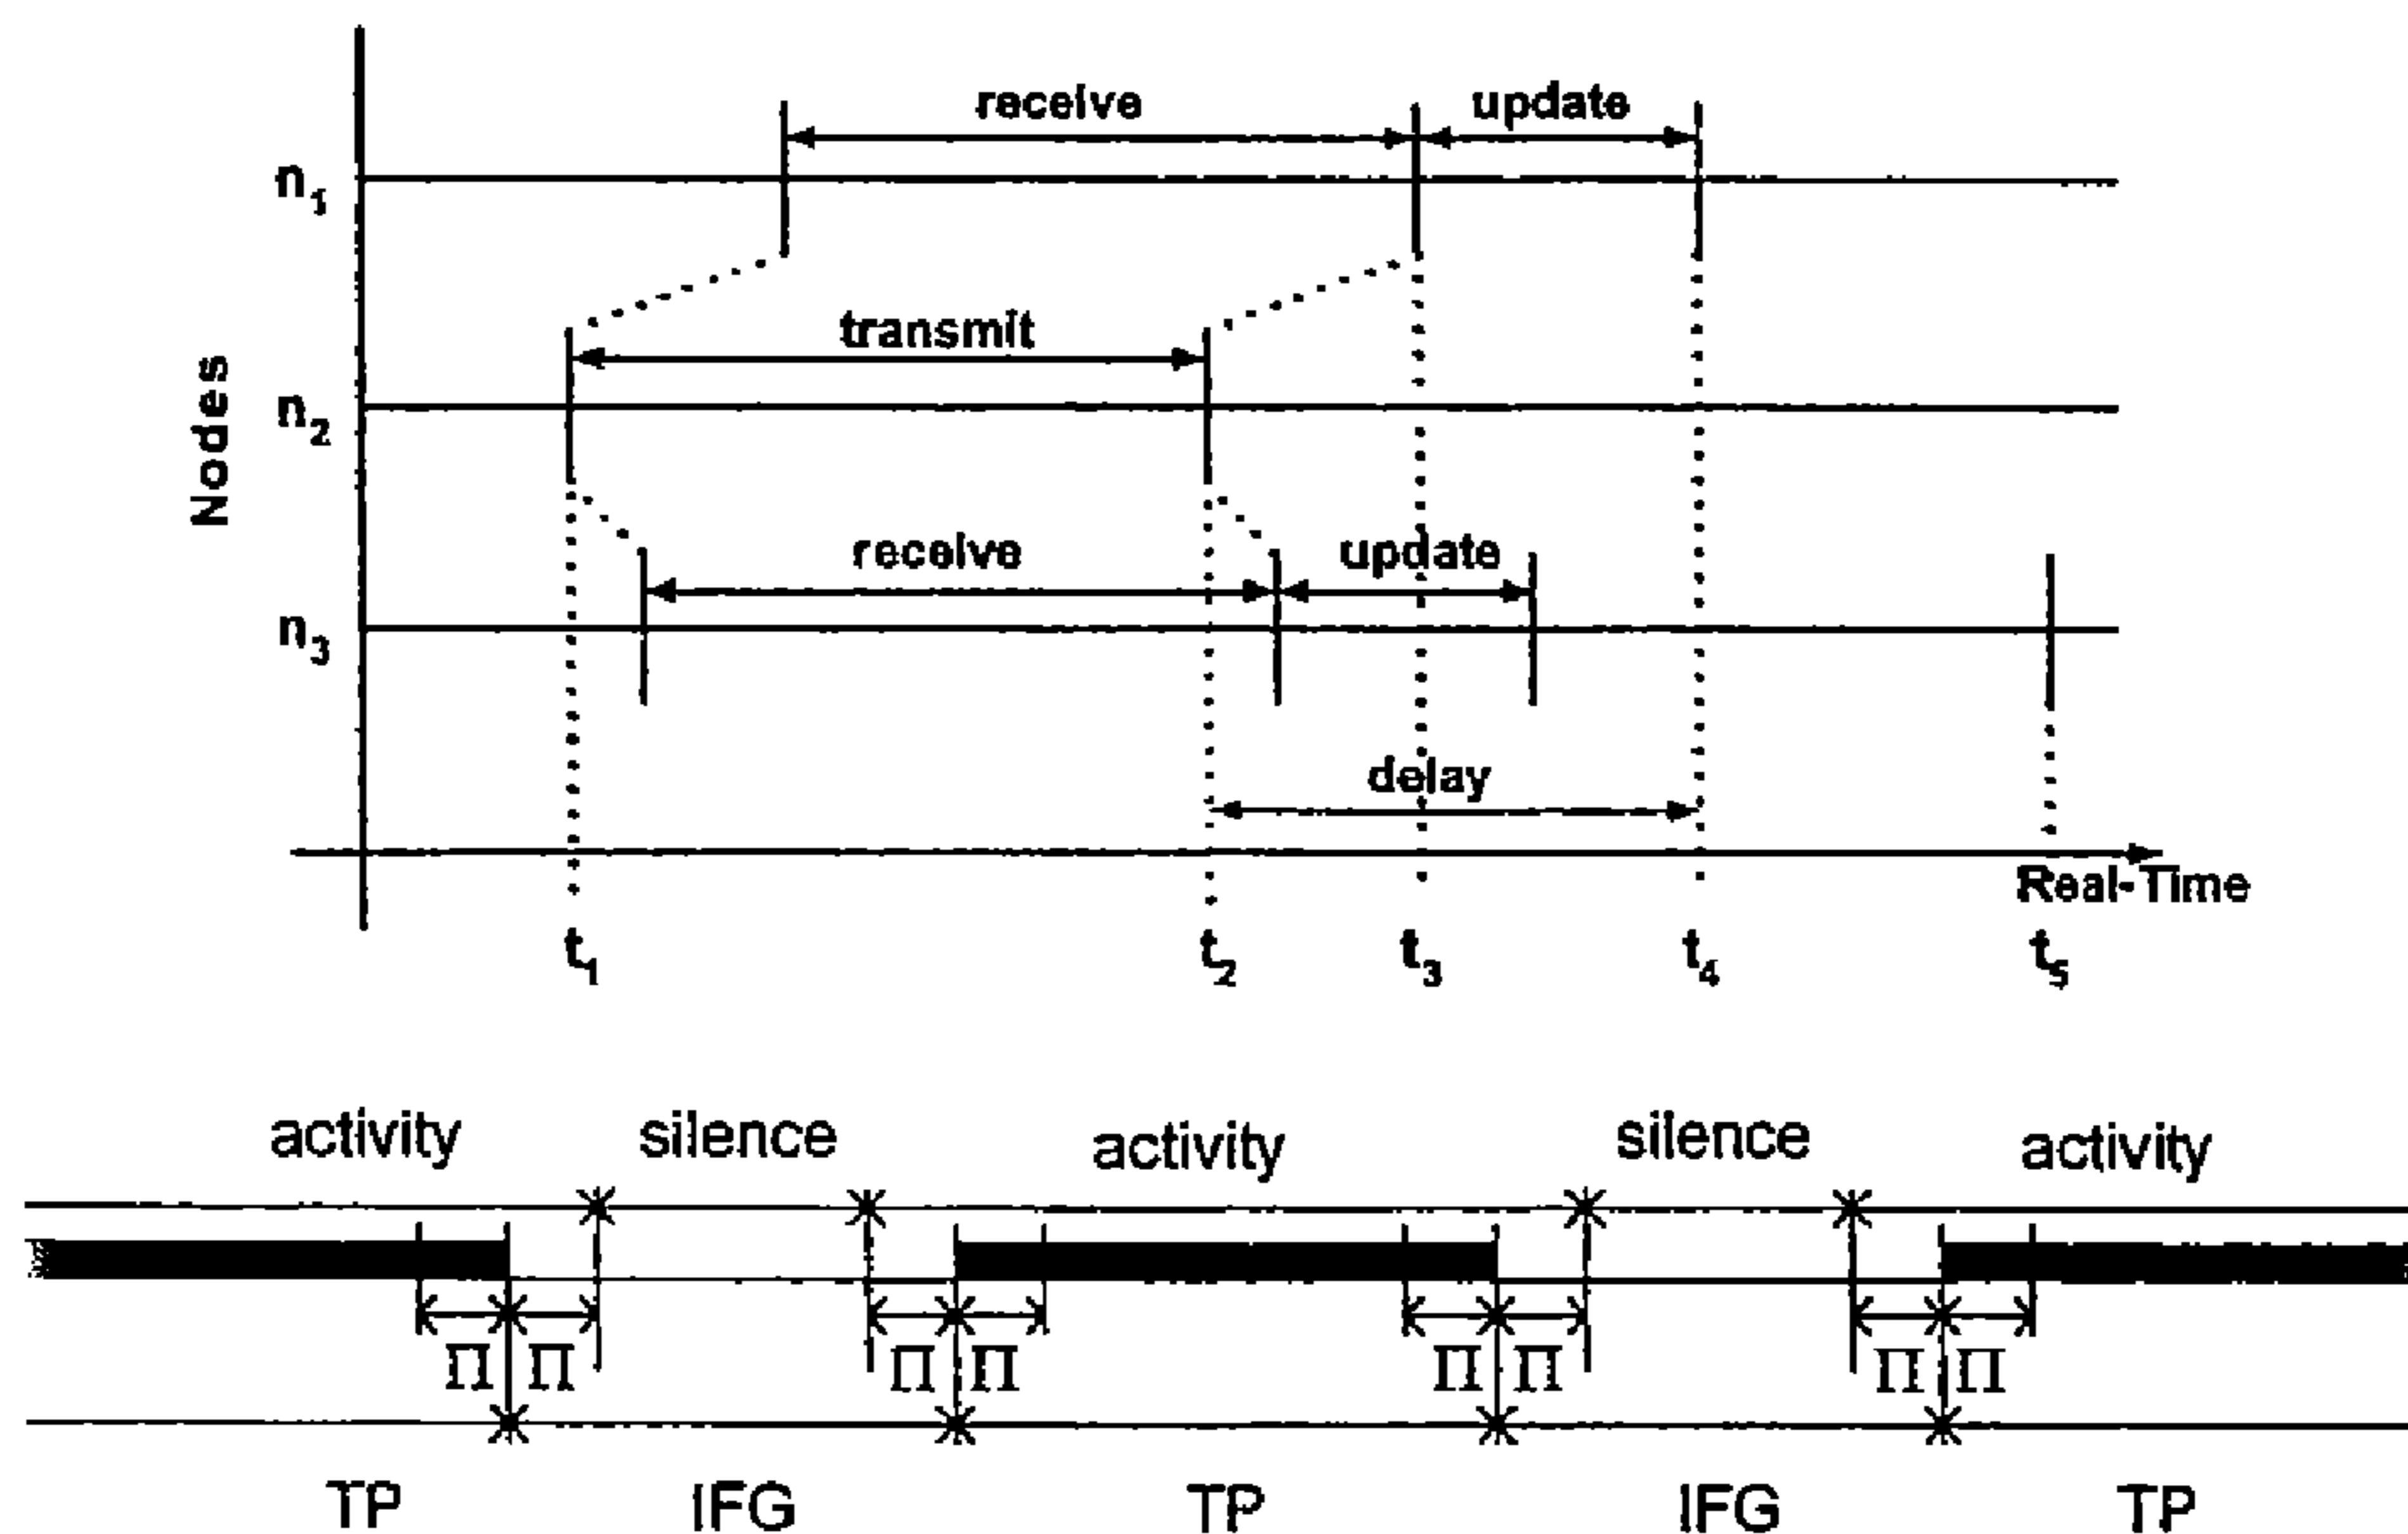 receive update
n1
transmit
Nodes
n2
receive update
n3
delay
Real-Time
t1 t2 t3 t4 t5
activity silence activity silence activity
Π Π Π Π Π Π Π Π
TP IFG TP IFG TP